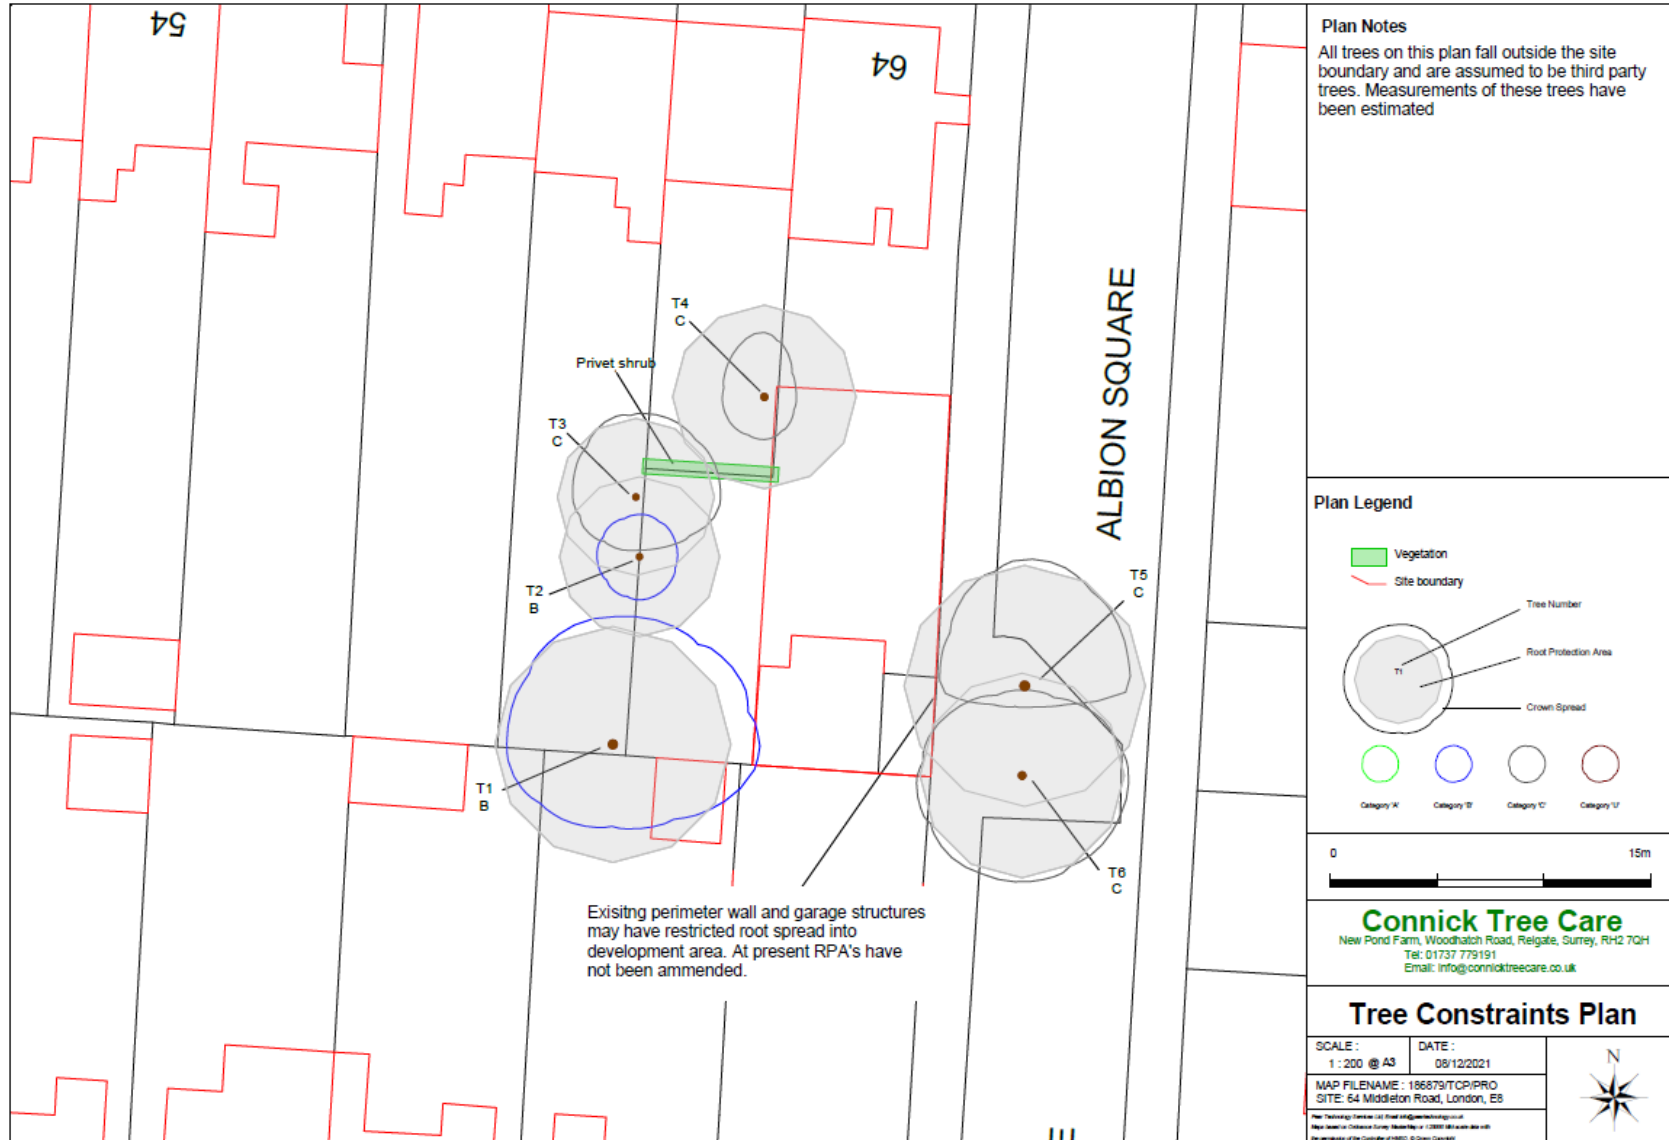 54
64
T4
C
Privet shrub
T3
C
T2
B
T1
B
ALBION SQUARE
T5
C
T6
C
Exisitng perimeter wall and garage structures
may have restricted root spread into
development area. At present RPA's have
not been ammended.
Plan Notes
All trees on this plan fall outside the site
boundary and are assumed to be third party
trees. Measurements of these trees have
been estimated
Plan Legend
Vegetation
Site boundary
Tree Number
T1
Root Protection Area
Crown Spread
Category 'A'
Category 'B'
Category 'C'
Category 'U'
0
15m
Connick Tree Care
New Pond Farm, Woodhatch Road, Reigate, Surrey, RH2 7QH
Tel: 01737 779191
Email: info@connicktreecare.co.uk
Tree Constraints Plan
SCALE :
1 : 200 @ A3
DATE :
08/12/2021
N
MAP FILENAME : 186879/TCP/PRO
SITE: 64 Middleton Road, London, E8